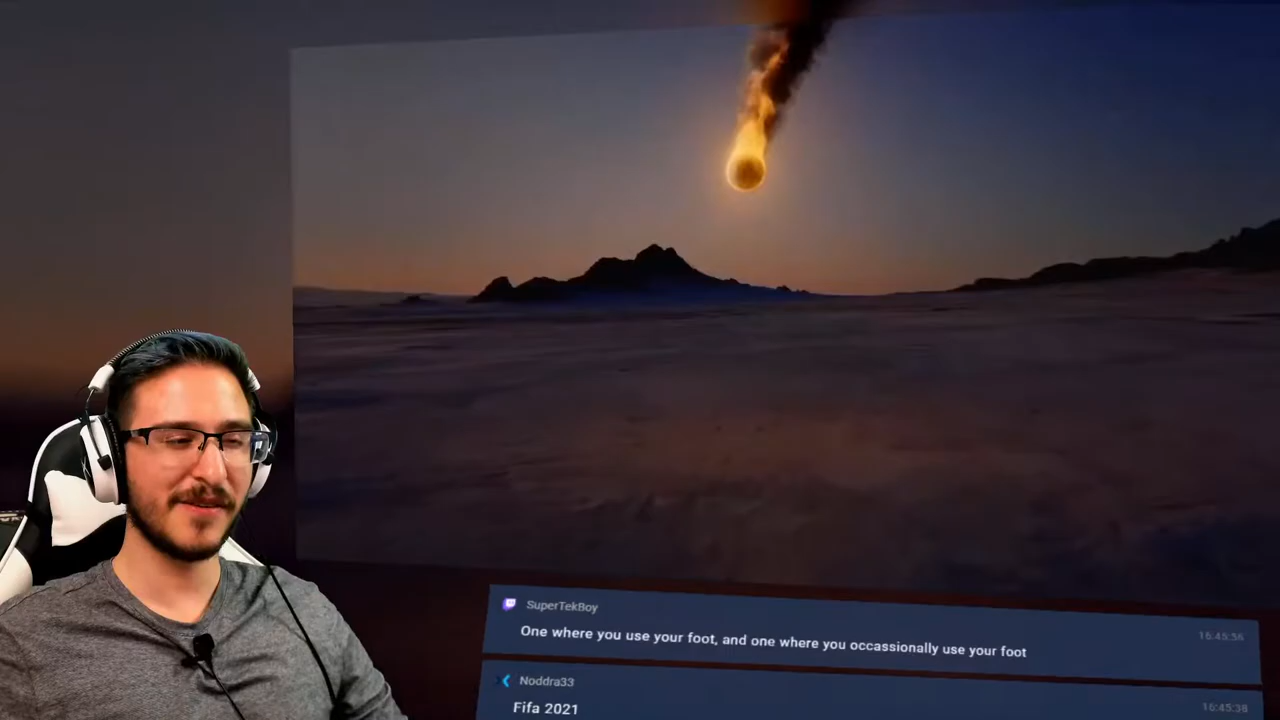 SuperTekBoy
16:45:36
One where you use your foot, and one where you occassionally use your foot
Noddra33
16:45:38
Fifa 2021